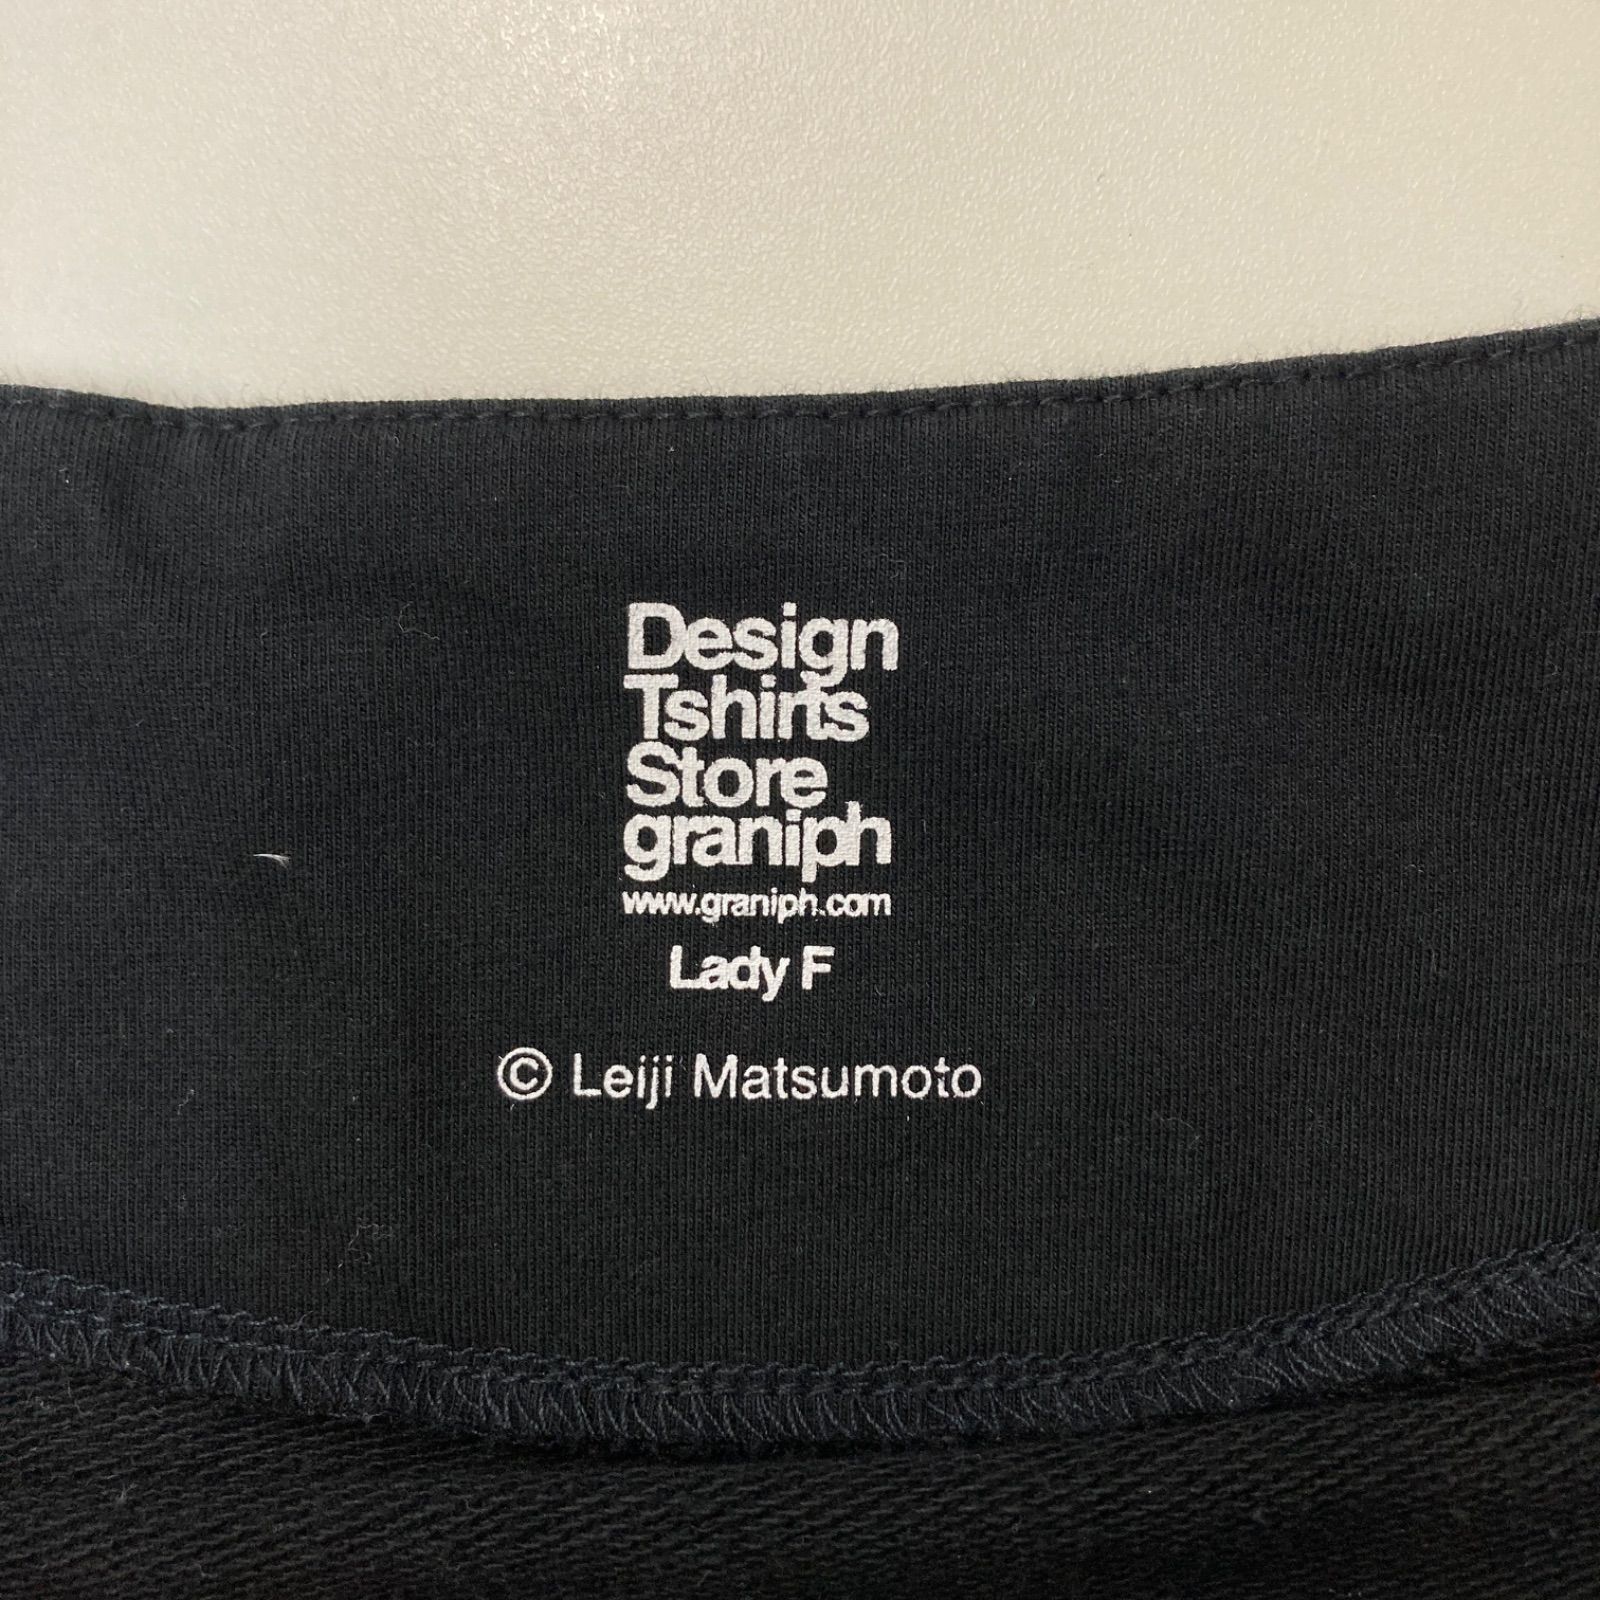 Design
Tshirts
Store
graniph
www.graniph.com
Lady F
© Leiji Matsumoto